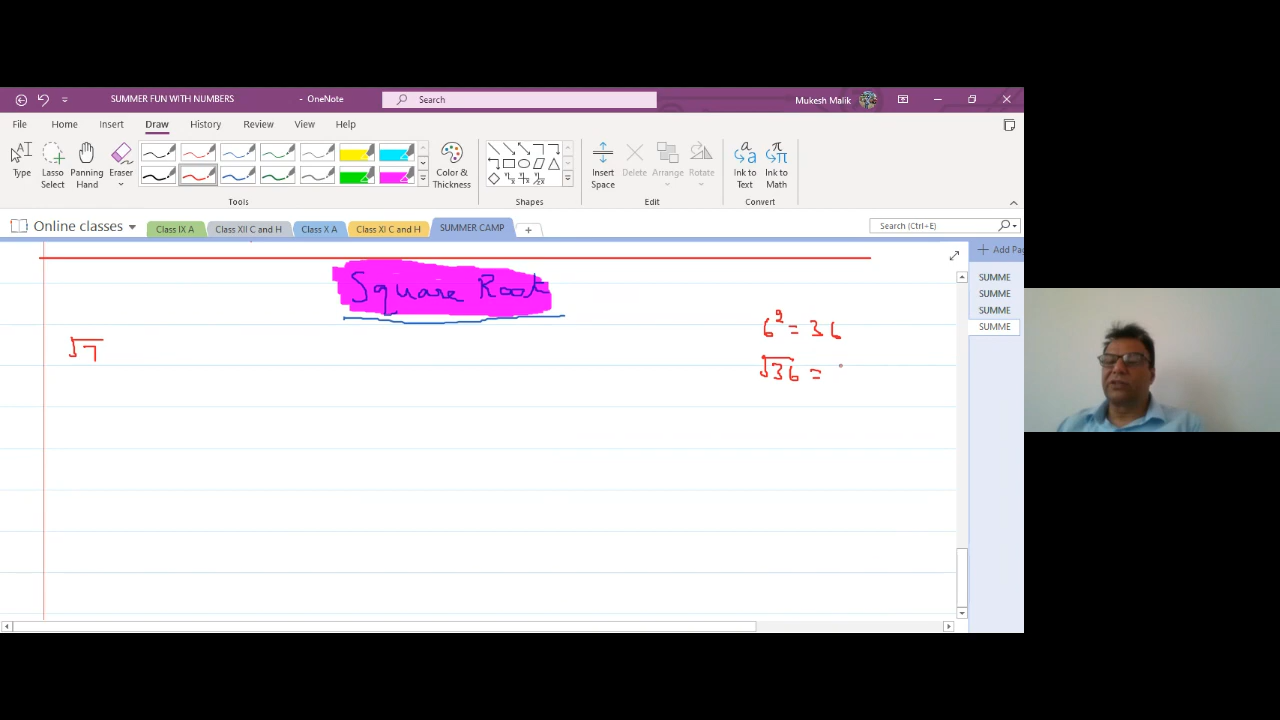 SUMMER FUN WITH NUMBERS - OneNote
Search
Mukesh Malik
File Home Insert Draw History Review View Help
Type
Lasso Select
Panning Hand
Eraser
Color & Thickness
Insert Space
Delete
Arrange
Rotate
Ink to Text
Ink to Math
Tools
Shapes
Edit
Convert
Online classes
Class IX A
Class XII C and H
Class X A
Class XI C and H
SUMMER CAMP
Search (Ctrl+E)
Add Pag
SUMME
SUMME
SUMME
SUMME
Square Root
6² = 36
√7
√36 =